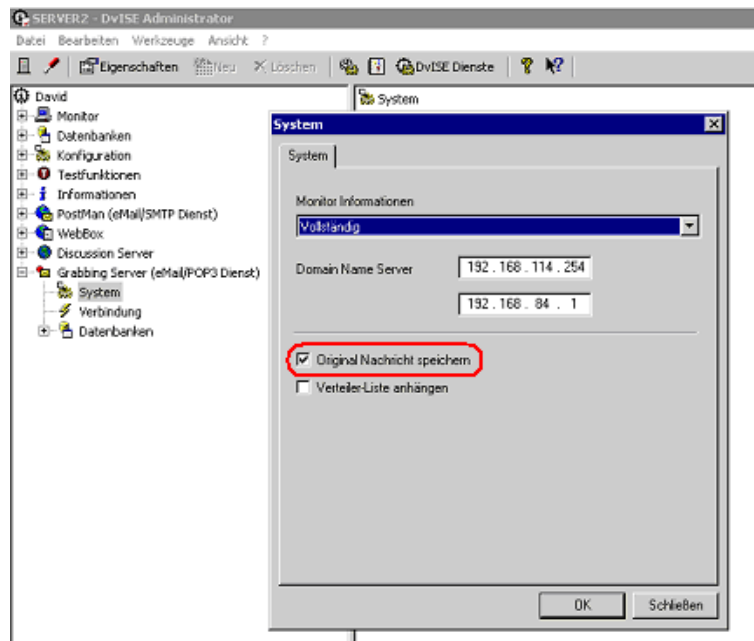 SERVER2 - DvISE Administrator
Datei Bearbeiten Werkzeuge Ansicht ?
Eigenschaften Neu Löschen DvISE Dienste
David
Monitor
Datenbanken
Konfiguration
Testfunktionen
Informationen
PostMan (eMail/SMTP Dienst)
WebBox
Discussion Server
Grabbing Server (eMail/POP3 Dienst)
System
Verbindung
Datenbanken
System
System
System
Monitor Informationen
Vollständig
Domain Name Server 192 . 168 . 114 . 254
192 . 168 . 84 . 1
Original Nachricht speichern
Verteiler-Liste anhängen
OK Schließen